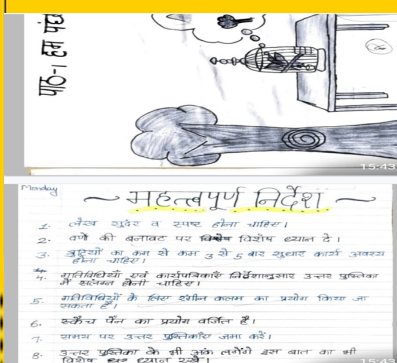 पाठ-1 हम पंछी
15:43
Monday
~ महत्वपूर्ण निर्देश ~
1. लेख सुंदर व स्पष्ट होना चाहिए।
2. वर्णों की बनावट पर विशेष ध्यान दें।
3. त्रुटियों का कम से कम 3 से 5 बार सुधार कार्य अवश्य
होना चाहिए।
4. गतिविधियाँ एवं कार्यपत्रिकाएँ निर्देशानुसार उत्तर पुस्तिका
में संलग्न होनी चाहिए।
5. गतिविधियों के लिए रंगीन कलम का प्रयोग किया जा
सकता है।
6. स्कैच पेन का प्रयोग वर्जित है।
7. समय पर उत्तर पुस्तिकाएँ जमा करें।
8. उत्तर पुस्तिका के भी अंक लगेंगे इस बात का भी
विशेष ध्यान रखें।
15:43